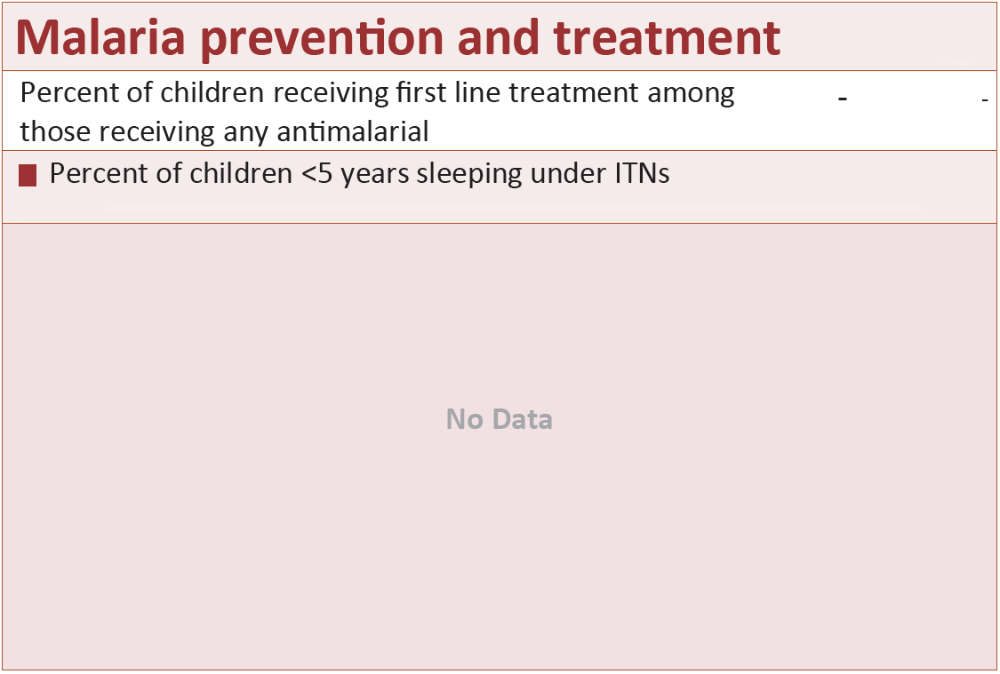 Malaria prevention and treatment
Percent of children receiving first line treatment among - -
those receiving any antimalarial
Percent of children <5 years sleeping under ITNs
No Data